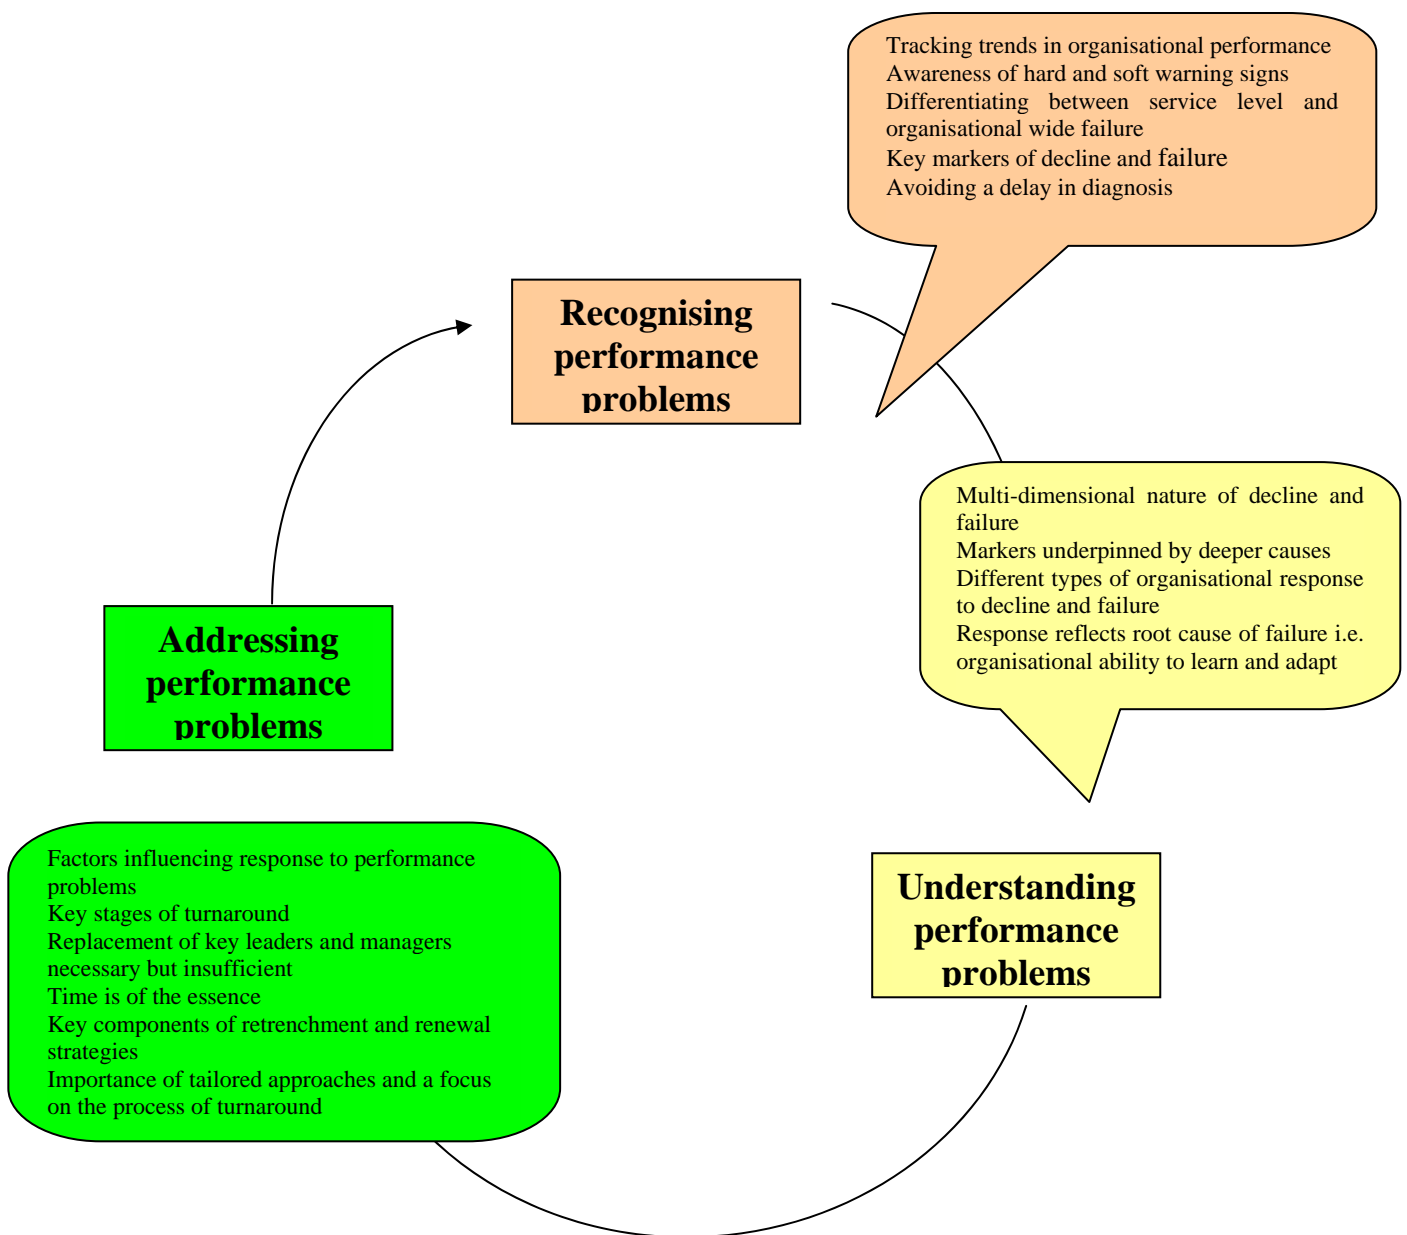 Tracking trends in organisational performance
Awareness of hard and soft warning signs
Differentiating between service level and
organisational wide failure
Key markers of decline and failure
Avoiding a delay in diagnosis
Recognising
performance
problems
Multi-dimensional nature of decline and
failure
Markers underpinned by deeper causes
Different types of organisational response
to decline and failure
Response reflects root cause of failure i.e.
organisational ability to learn and adapt
Addressing
performance
problems
Factors influencing response to performance
problems
Key stages of turnaround
Replacement of key leaders and managers
necessary but insufficient
Time is of the essence
Key components of retrenchment and renewal
strategies
Importance of tailored approaches and a focus
on the process of turnaround
Understanding
performance
problems